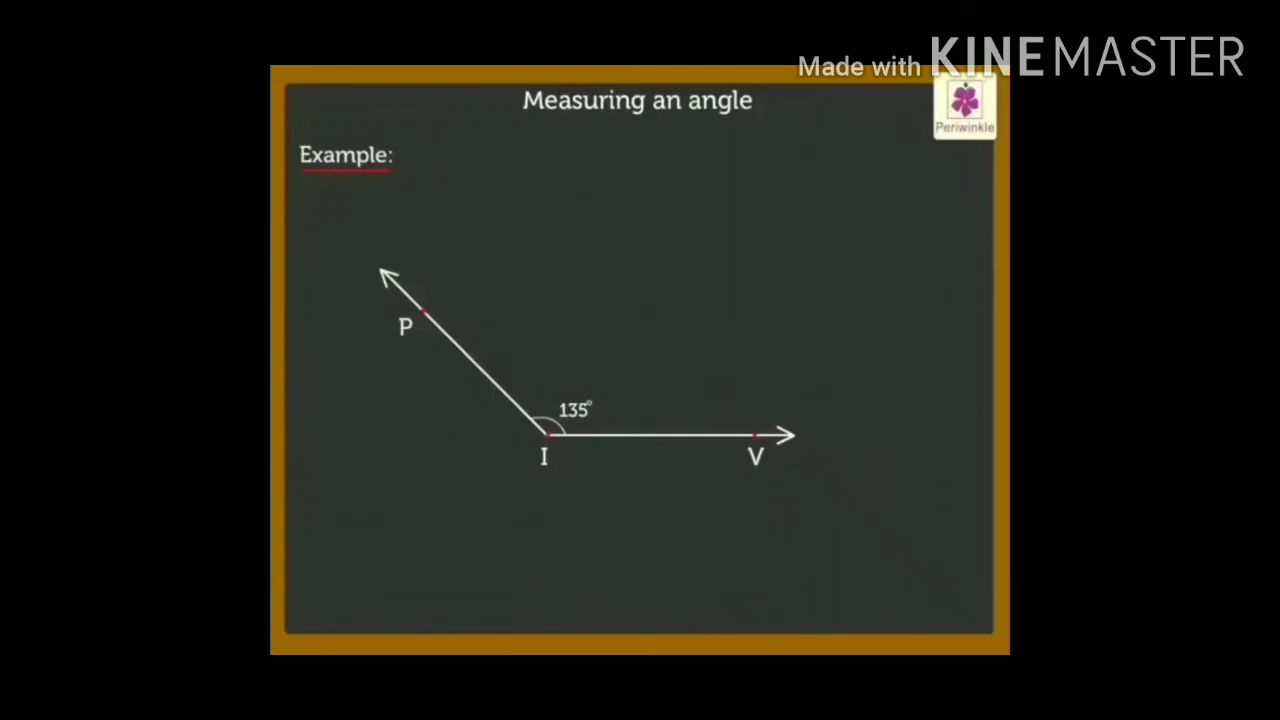 Made with KINEMASTER
Measuring an angle
Periwinkle
Example:
P
135°
I
V